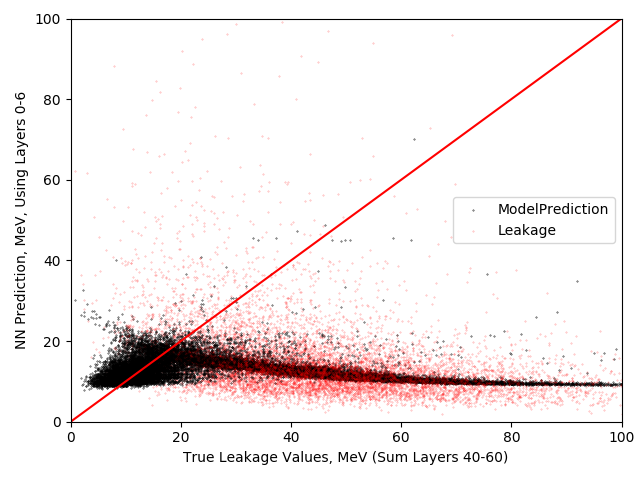 100
80
60
40
20
0
0 20 40 60 80 100
NN Prediction, MeV, Using Layers 0-6
True Leakage Values, MeV (Sum Layers 40-60)
ModelPrediction
Leakage